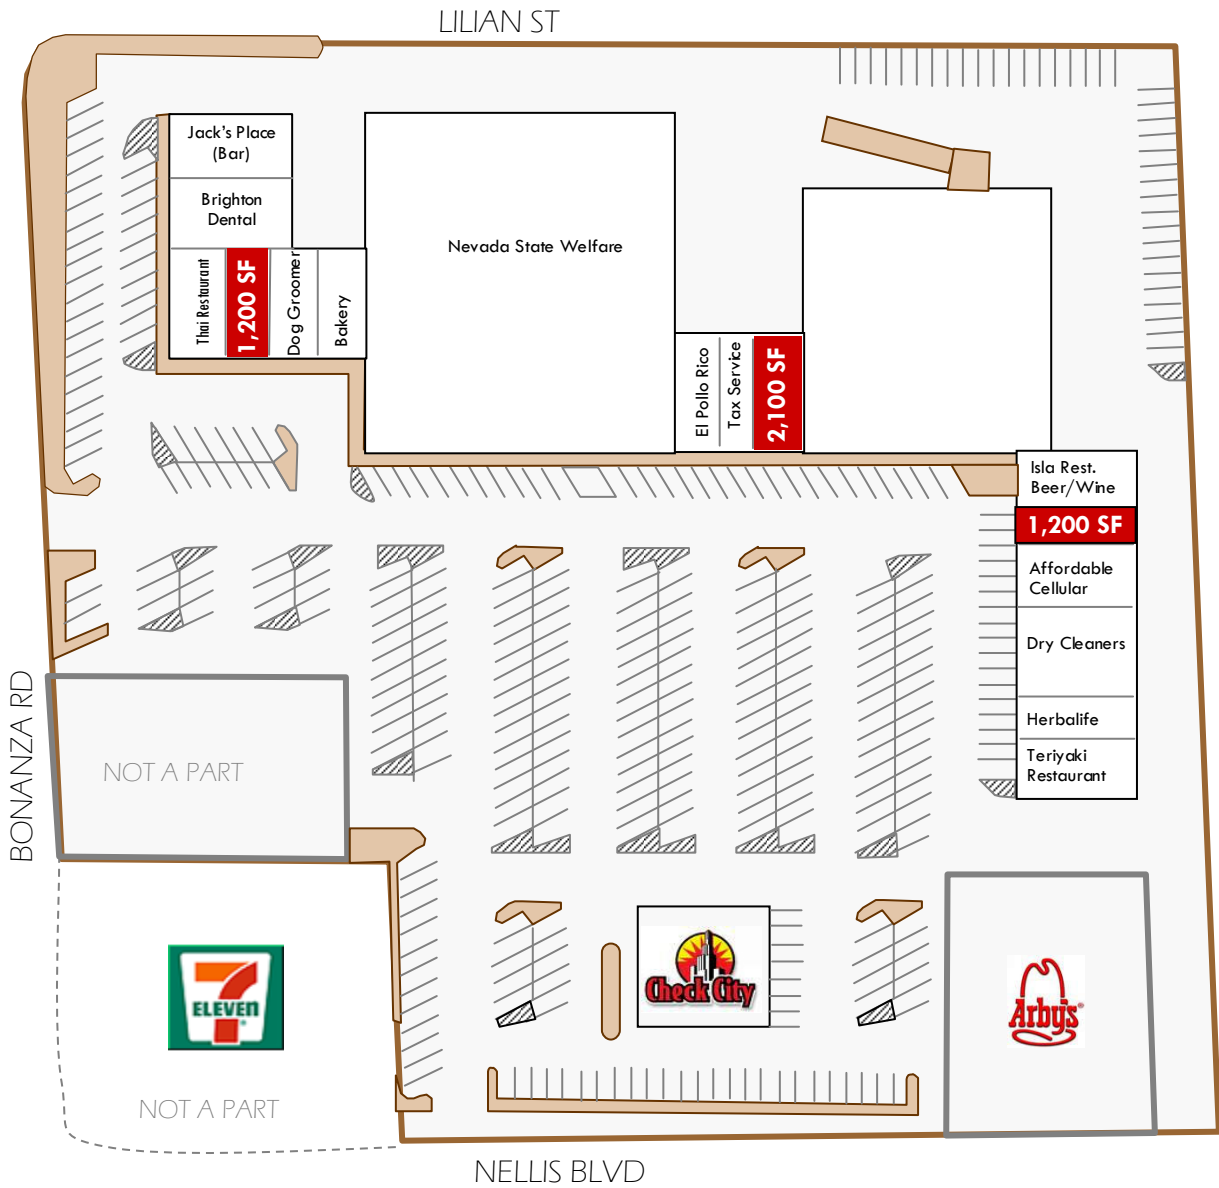 LILIAN ST
Jack's Place
(Bar)
Brighton
Dental
Thai Restaurant
1,200 SF
Dog Groomer
Bakery
Nevada State Welfare
El Pollo Rico
Tax Service
2,100 SF
Isla Rest.
Beer/Wine
1,200 SF
Affordable
Cellular
Dry Cleaners
Herbalife
Teriyaki
Restaurant
BONANZA RD
NOT A PART
7
ELEVEN
®
NOT A PART
Check City
Arby's
®
NELLIS BLVD